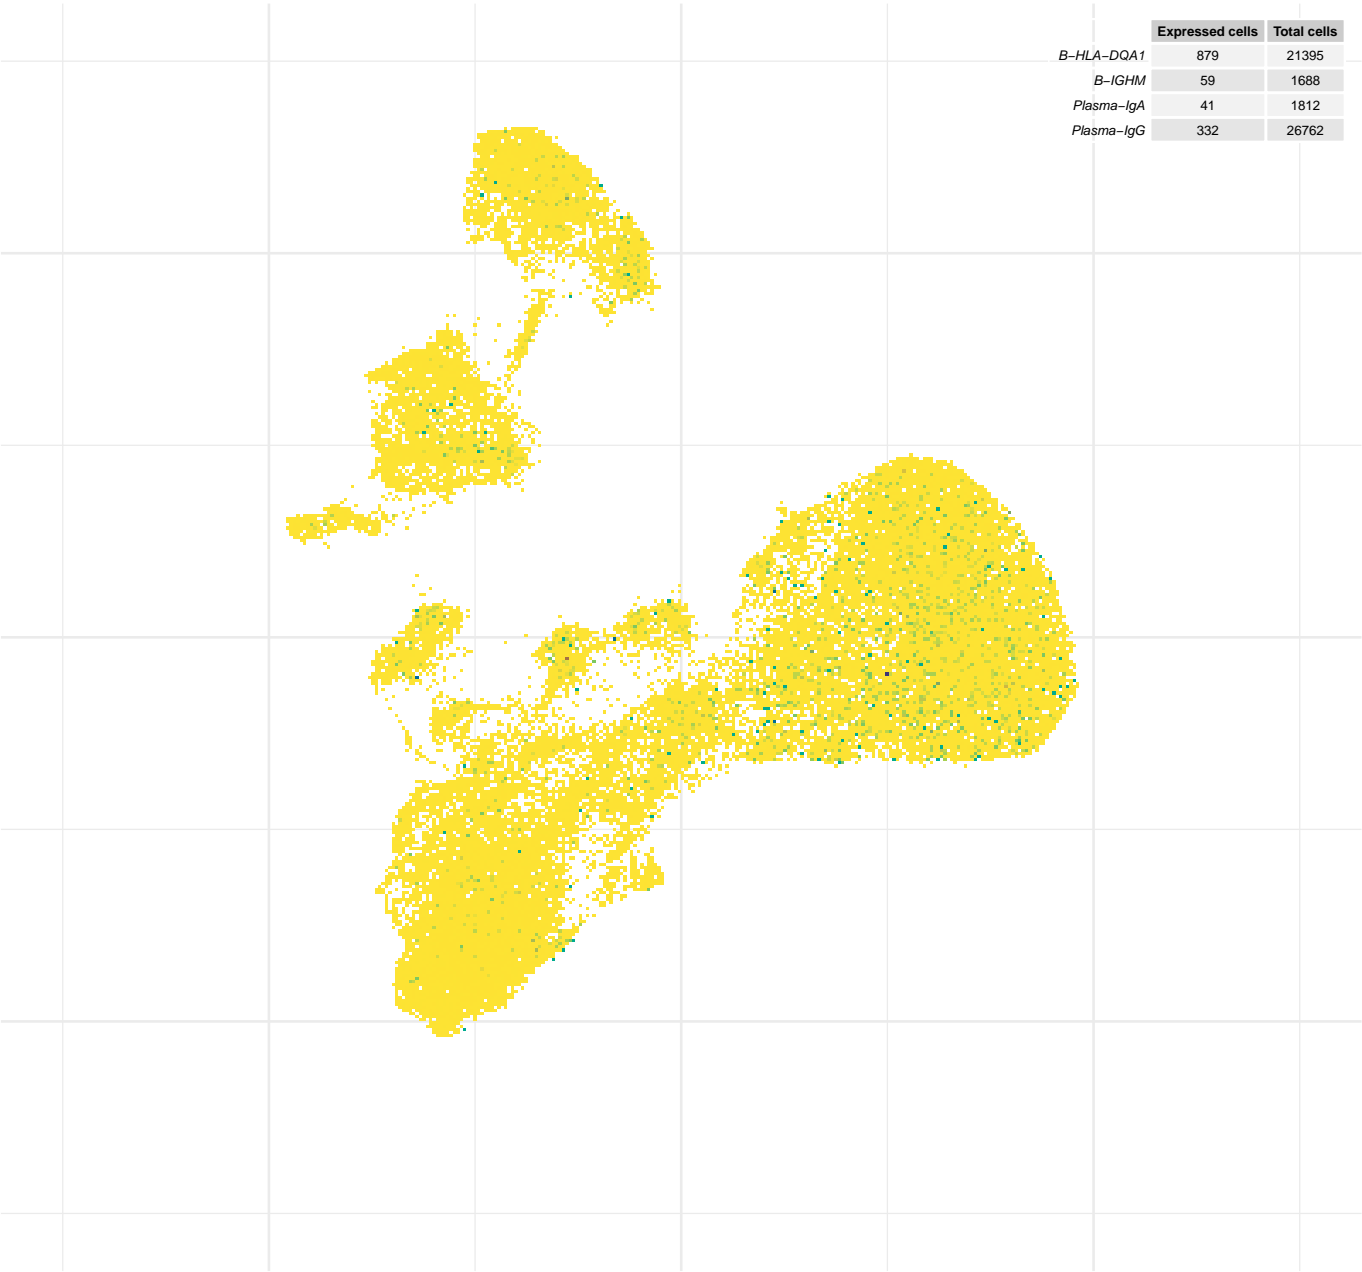 Expressed cells Total cells
B−HLA−DQA1 879 21395
B−IGHM 59 1688
Plasma−IgA 41 1812
Plasma−IgG 332 26762